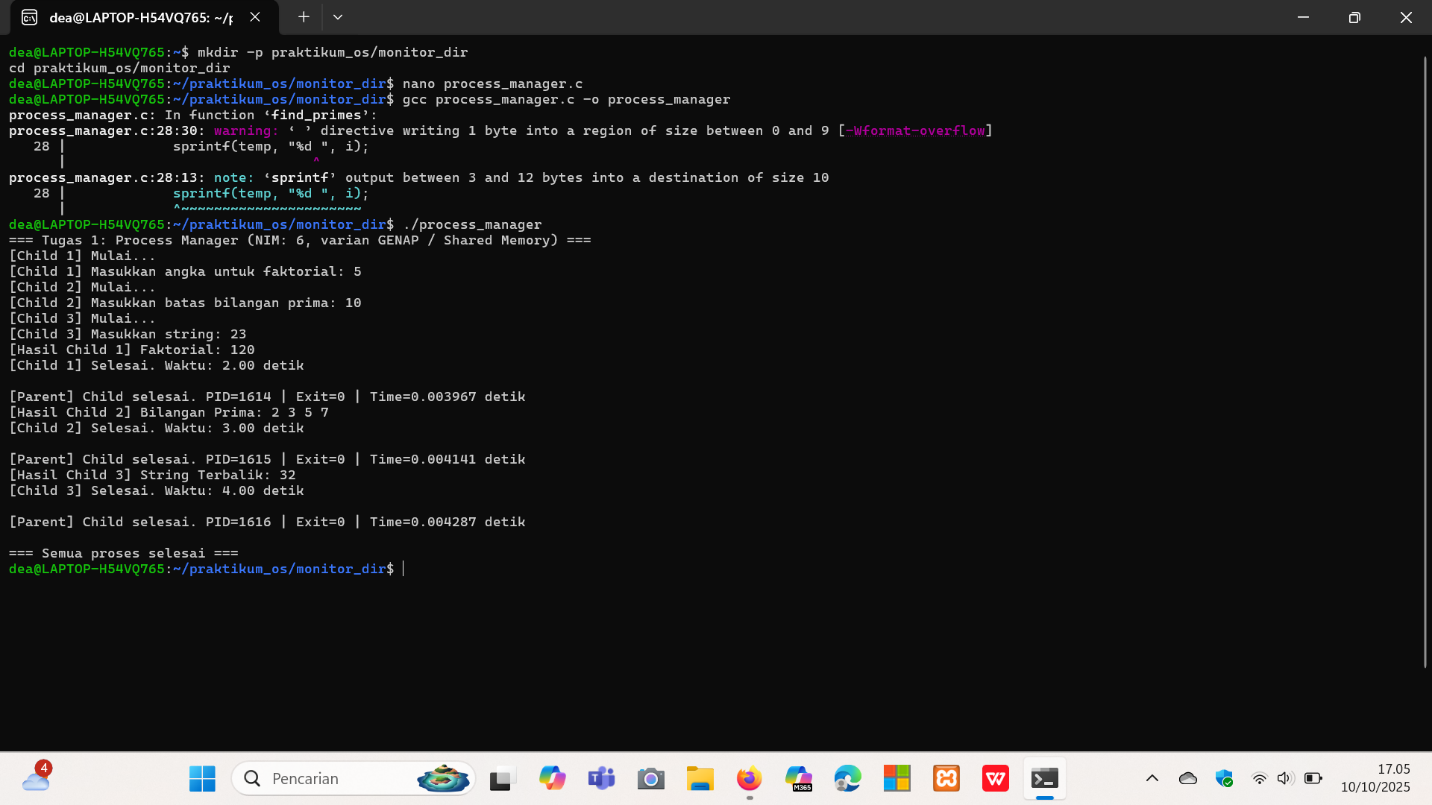 dea@LAPTOP-H54VQ765: ~/p
dea@LAPTOP-H54VQ765:~$ mkdir -p praktikum_os/monitor_dir
cd praktikum_os/monitor_dir
dea@LAPTOP-H54VQ765:~/praktikum_os/monitor_dir$ nano process_manager.c
dea@LAPTOP-H54VQ765:~/praktikum_os/monitor_dir$ gcc process_manager.c -o process_manager
process_manager.c: In function ‘find_primes’:
process_manager.c:28:30: warning: ‘ ’ directive writing 1 byte into a region of size between 0 and 9 [-Wformat-overflow]
   28 |             sprintf(temp, "%d ", i);
      |                              ^
process_manager.c:28:13: note: ‘sprintf’ output between 3 and 12 bytes into a destination of size 10
   28 |             sprintf(temp, "%d ", i);
      |             ^~~~~~~~~~~~~~~~~~~~~~~
dea@LAPTOP-H54VQ765:~/praktikum_os/monitor_dir$ ./process_manager
=== Tugas 1: Process Manager (NIM: 6, varian GENAP / Shared Memory) ===
[Child 1] Mulai...
[Child 1] Masukkan angka untuk faktorial: 5
[Child 2] Mulai...
[Child 2] Masukkan batas bilangan prima: 10
[Child 3] Mulai...
[Child 3] Masukkan string: 23
[Hasil Child 1] Faktorial: 120
[Child 1] Selesai. Waktu: 2.00 detik
[Parent] Child selesai. PID=1614 | Exit=0 | Time=0.003967 detik
[Hasil Child 2] Bilangan Prima: 2 3 5 7
[Child 2] Selesai. Waktu: 3.00 detik
[Parent] Child selesai. PID=1615 | Exit=0 | Time=0.004141 detik
[Hasil Child 3] String Terbalik: 32
[Child 3] Selesai. Waktu: 4.00 detik
[Parent] Child selesai. PID=1616 | Exit=0 | Time=0.004287 detik
=== Semua proses selesai ===
dea@LAPTOP-H54VQ765:~/praktikum_os/monitor_dir$
4
Pencarian
M365
17.05
10/10/2025